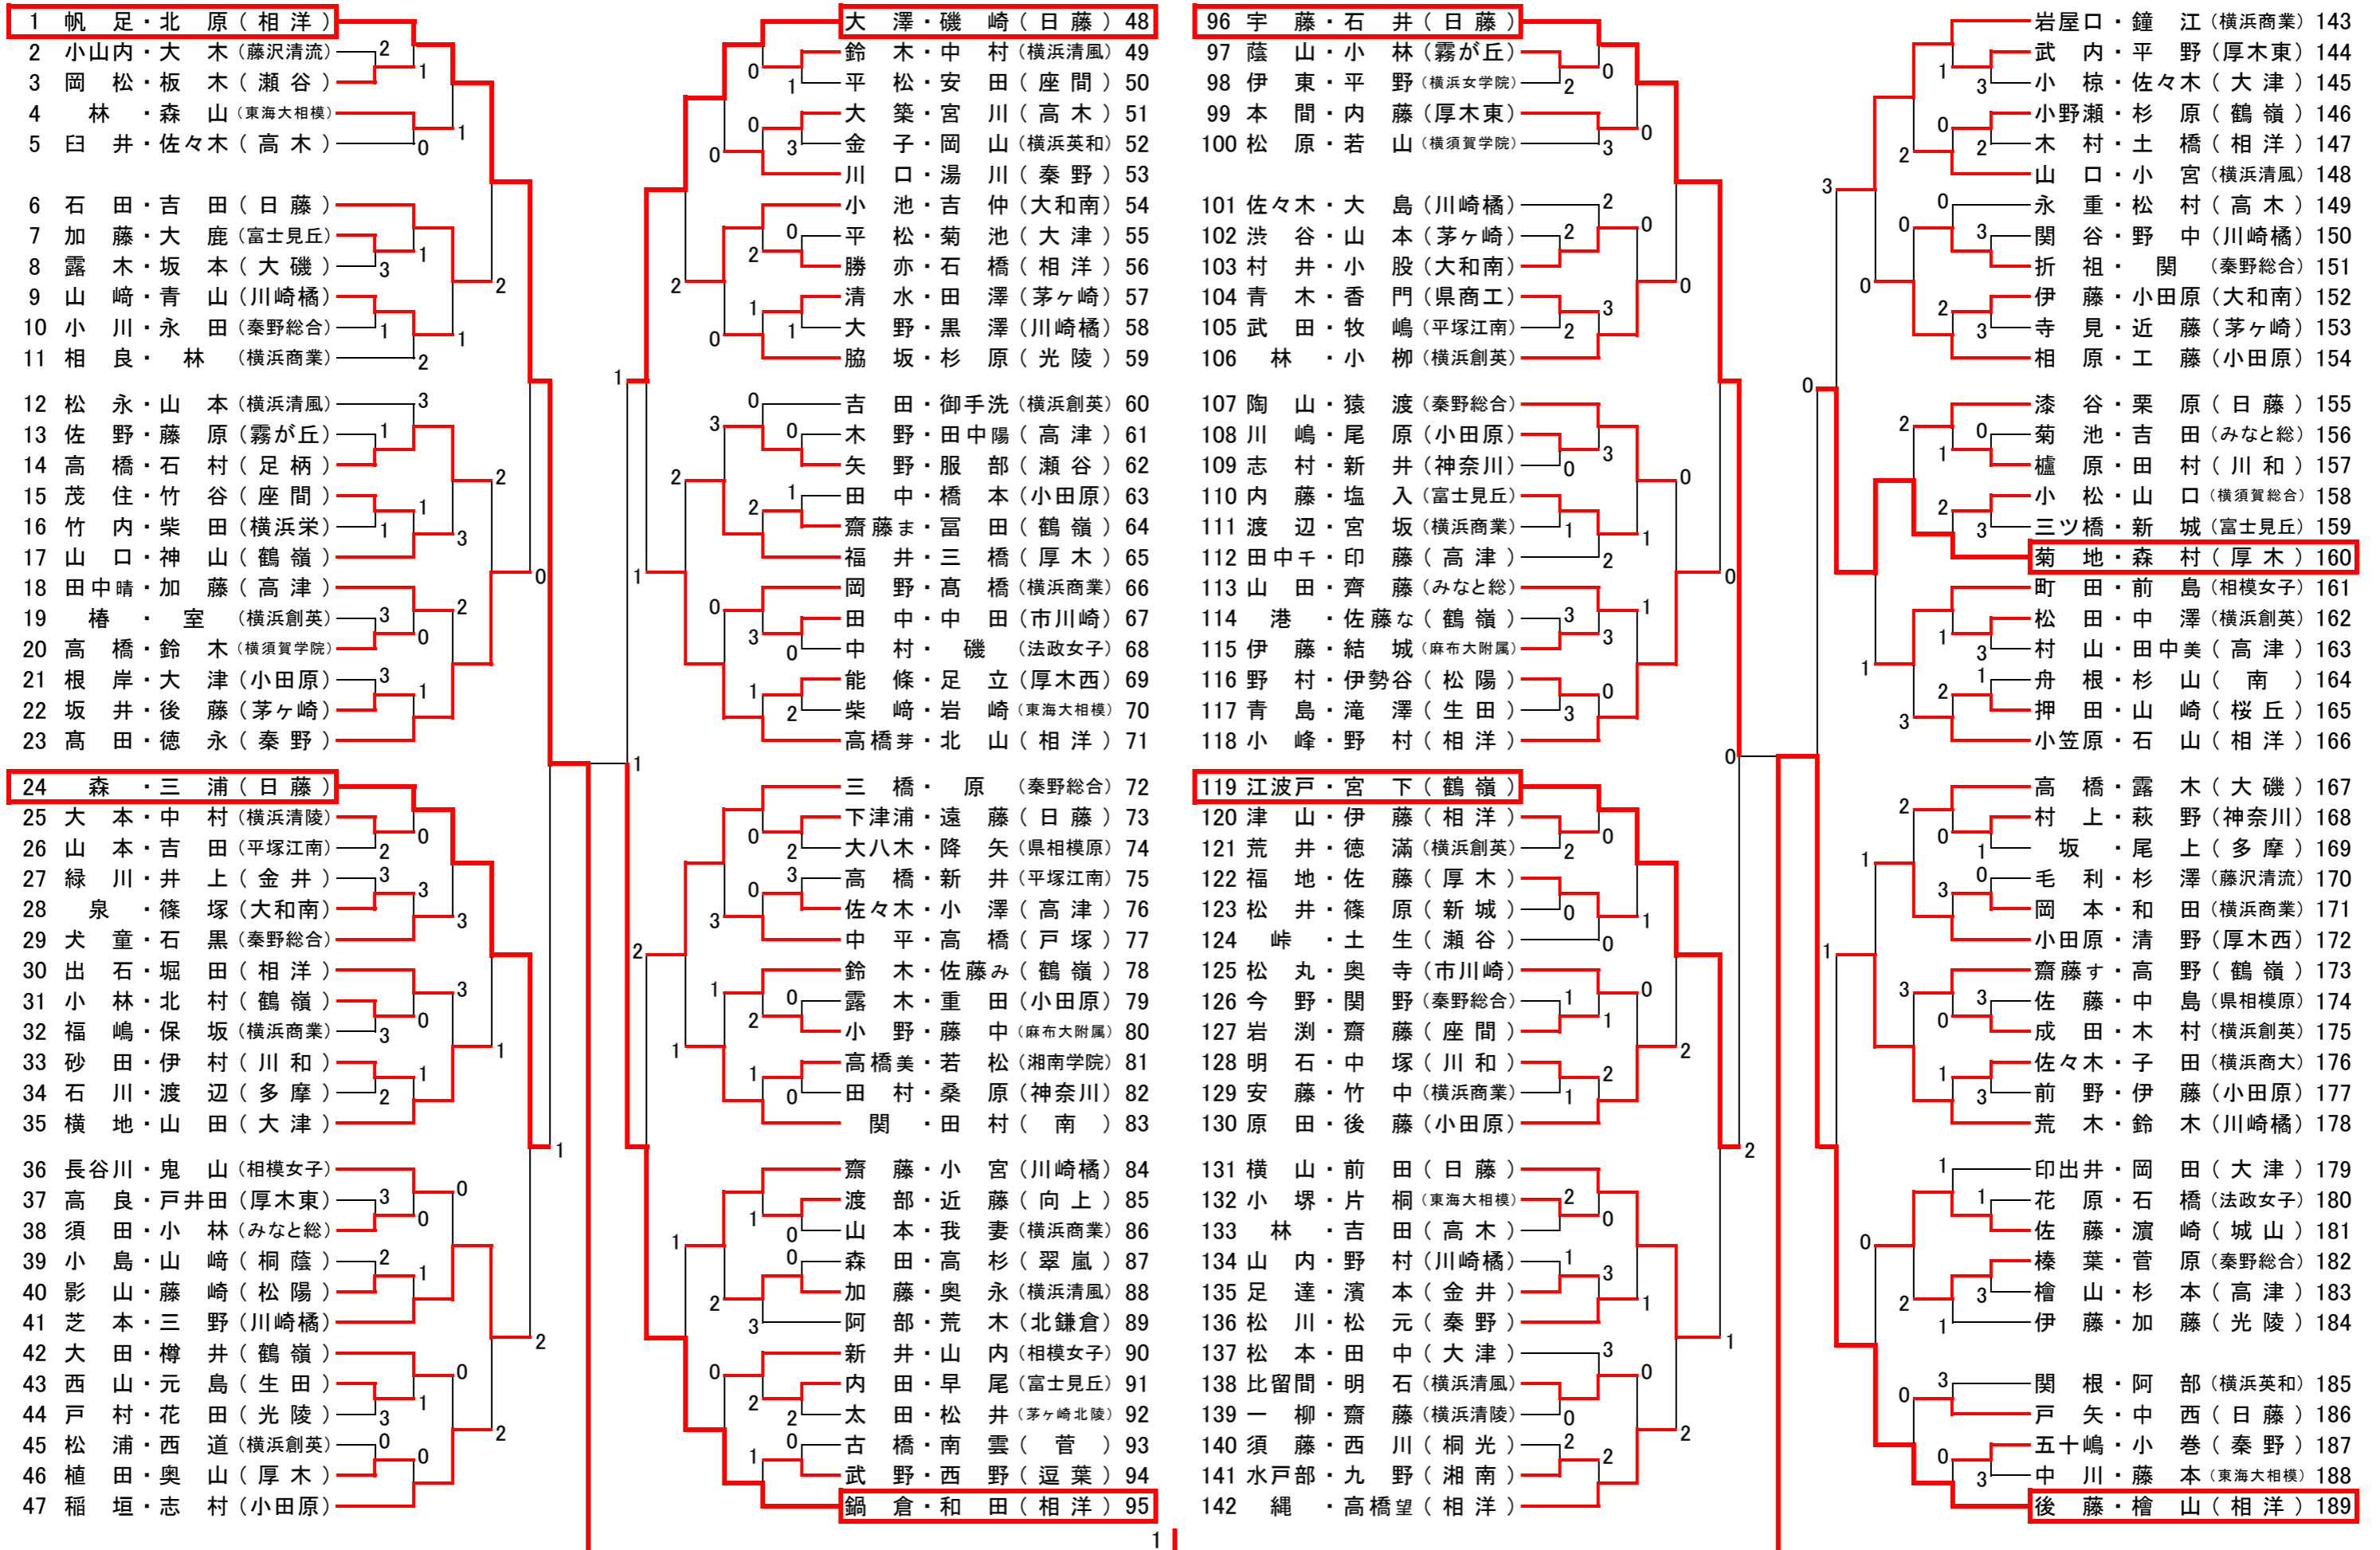 1 帆足・北原(相洋)
2 小山内・大木(藤沢清流)
3 岡松・板木(瀬谷)
4 林・森山(東海大相模)
5 臼井・佐々木(高木)
6 石田・吉田(日藤)
7 加藤・大鹿(富士見丘)
8 露木・坂本(大磯)
9 山﨑・青山(川崎橘)
10 小川・永田(秦野総合)
11 相良・林(横浜商業)
12 松永・山本(横浜清風)
13 佐野・藤原(霧が丘)
14 高橋・石村(足柄)
15 茂住・竹谷(座間)
16 竹内・柴田(横浜栄)
17 山口・神山(鶴嶺)
18 田中晴・加藤(高津)
19 椿・室(横浜創英)
20 高橋・鈴木(横須賀学院)
21 根岸・大津(小田原)
22 坂井・後藤(茅ヶ崎)
23 髙田・徳永(秦野)
24 森・三浦(日藤)
25 大本・中村(横浜清陵)
26 山本・吉田(平塚江南)
27 緑川・井上(金井)
28 泉・篠塚(大和南)
29 犬童・石黒(秦野総合)
30 出石・堀田(相洋)
31 小林・北村(鶴嶺)
32 福嶋・保坂(横浜商業)
33 砂田・伊村(川和)
34 石川・渡辺(多摩)
35 横地・山田(大津)
36 長谷川・鬼山(相模女子)
37 高良・戸井田(厚木東)
38 須田・小林(みなと総)
39 小島・山﨑(桐蔭)
40 影山・藤崎(松陽)
41 芝本・三野(川崎橘)
42 大田・樽井(鶴嶺)
43 西山・元島(生田)
44 戸村・花田(光陵)
45 松浦・西道(横浜創英)
46 植田・奥山(厚木)
47 稲垣・志村(小田原)
大澤・磯崎(日藤) 48
鈴木・中村(横浜清風) 49
平松・安田(座間) 50
大築・宮川(高木) 51
金子・岡山(横浜英和) 52
川口・湯川(秦野) 53
小池・吉仲(大和南) 54
平松・菊池(大津) 55
勝亦・石橋(相洋) 56
清水・田澤(茅ヶ崎) 57
大野・黒澤(川崎橘) 58
脇坂・杉原(光陵) 59
吉田・御手洗(横浜創英) 60
木野・田中陽(高津) 61
矢野・服部(瀬谷) 62
田中・橋本(小田原) 63
齋藤ま・冨田(鶴嶺) 64
福井・三橋(厚木) 65
岡野・髙橋(横浜商業) 66
田中・中田(市川崎) 67
中村・磯(法政女子) 68
能條・足立(厚木西) 69
柴﨑・岩崎(東海大相模) 70
高橋芽・北山(相洋) 71
三橋・原(秦野総合) 72
下津浦・遠藤(日藤) 73
大八木・降矢(県相模原) 74
高橋・新井(平塚江南) 75
佐々木・小澤(高津) 76
中平・高橋(戸塚) 77
鈴木・佐藤み(鶴嶺) 78
露木・重田(小田原) 79
小野・藤中(麻布大附属) 80
高橋美・若松(湘南学院) 81
田村・桑原(神奈川) 82
関・田村(南) 83
齋藤・小宮(川崎橘) 84
渡部・近藤(向上) 85
山本・我妻(横浜商業) 86
森田・高杉(翠嵐) 87
加藤・奥永(横浜清風) 88
阿部・荒木(北鎌倉) 89
新井・山内(相模女子) 90
内田・早尾(富士見丘) 91
太田・松井(茅ヶ崎北陵) 92
古橋・南雲(菅) 93
武野・西野(逗葉) 94
鍋倉・和田(相洋) 95
1
96 宇藤・石井(日藤)
97 蔭山・小林(霧が丘)
98 伊東・平野(横浜女学院)
99 本間・内藤(厚木東)
100 松原・若山(横須賀学院)
101 佐々木・大島(川崎橘)
102 渋谷・山本(茅ヶ崎)
103 村井・小股(大和南)
104 青木・香門(県商工)
105 武田・牧嶋(平塚江南)
106 林・小栁(横浜創英)
107 陶山・猿渡(秦野総合)
108 川嶋・尾原(小田原)
109 志村・新井(神奈川)
110 内藤・塩入(富士見丘)
111 渡辺・宮坂(横浜商業)
112 田中千・印藤(高津)
113 山田・齊藤(みなと総)
114 港・佐藤な(鶴嶺)
115 伊藤・結城(麻布大附属)
116 野村・伊勢谷(松陽)
117 青島・滝澤(生田)
118 小峰・野村(相洋)
119 江波戸・宮下(鶴嶺)
120 津山・伊藤(相洋)
121 荒井・徳滿(横浜創英)
122 福地・佐藤(厚木)
123 松井・篠原(新城)
124 峠・土生(瀬谷)
125 松丸・奥寺(市川崎)
126 今野・関野(秦野総合)
127 岩渕・齋藤(座間)
128 明石・中塚(川和)
129 安藤・竹中(横浜商業)
130 原田・後藤(小田原)
131 横山・前田(日藤)
132 小堺・片桐(東海大相模)
133 林・吉田(高木)
134 山内・野村(川崎橘)
135 足達・濱本(金井)
136 松川・松元(秦野)
137 松本・田中(大津)
138 比留間・明石(横浜清風)
139 一柳・齋藤(横浜清陵)
140 須藤・西川(桐光)
141 水戸部・九野(湘南)
142 縄・高橋望(相洋)
岩屋口・鐘江(横浜商業) 143
武内・平野(厚木東) 144
小椋・佐々木(大津) 145
小野瀬・杉原(鶴嶺) 146
木村・土橋(相洋) 147
山口・小宮(横浜清風) 148
永重・松村(高木) 149
関谷・野中(川崎橘) 150
折祖・関(秦野総合) 151
伊藤・小田原(大和南) 152
寺見・近藤(茅ヶ崎) 153
相原・工藤(小田原) 154
漆谷・栗原(日藤) 155
菊池・吉田(みなと総) 156
櫨原・田村(川和) 157
小松・山口(横須賀総合) 158
三ツ橋・新城(富士見丘) 159
菊地・森村(厚木) 160
町田・前島(相模女子) 161
松田・中澤(横浜創英) 162
村山・田中美(高津) 163
舟根・杉山(南) 164
押田・山崎(桜丘) 165
小笠原・石山(相洋) 166
高橋・露木(大磯) 167
村上・萩野(神奈川) 168
坂・尾上(多摩) 169
毛利・杉澤(藤沢清流) 170
岡本・和田(横浜商業) 171
小田原・清野(厚木西) 172
齋藤す・高野(鶴嶺) 173
佐藤・中島(県相模原) 174
成田・木村(横浜創英) 175
佐々木・子田(横浜商大) 176
前野・伊藤(小田原) 177
荒木・鈴木(川崎橘) 178
印出井・岡田(大津) 179
花原・石橋(法政女子) 180
佐藤・濵崎(城山) 181
榛葉・菅原(秦野総合) 182
檜山・杉本(高津) 183
伊藤・加藤(光陵) 184
関根・阿部(横浜英和) 185
戸矢・中西(日藤) 186
五十嶋・小巻(秦野) 187
中川・藤本(東海大相模) 188
後藤・檜山(相洋) 189